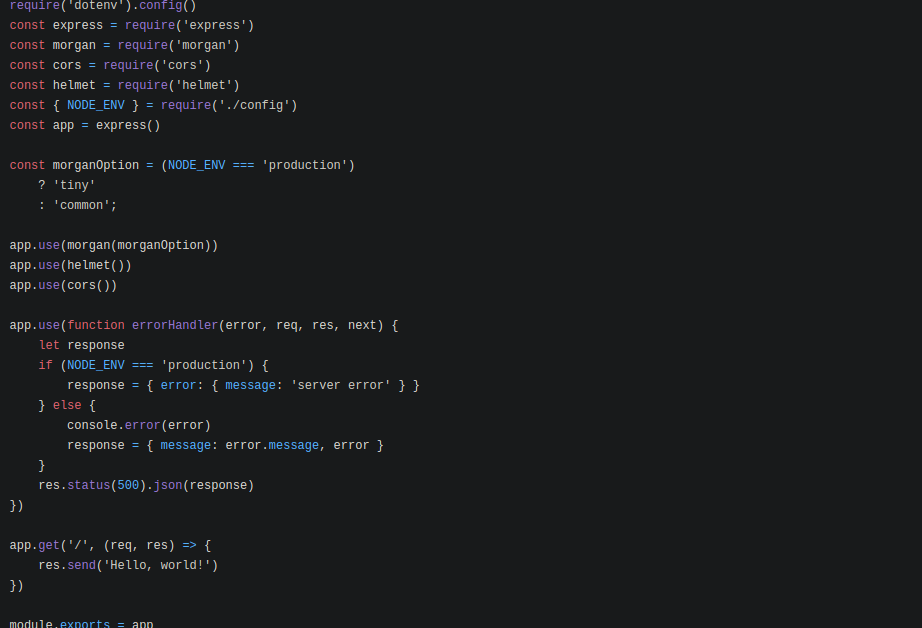 require('dotenv').config()
const express = require('express')
const morgan = require('morgan')
const cors = require('cors')
const helmet = require('helmet')
const { NODE_ENV } = require('./config')
const app = express()

const morganOption = (NODE_ENV === 'production')
    ? 'tiny'
    : 'common';

app.use(morgan(morganOption))
app.use(helmet())
app.use(cors())

app.use(function errorHandler(error, req, res, next) {
    let response
    if (NODE_ENV === 'production') {
        response = { error: { message: 'server error' } }
    } else {
        console.error(error)
        response = { message: error.message, error }
    }
    res.status(500).json(response)
})

app.get('/', (req, res) => {
    res.send('Hello, world!')
})

module.exports = app